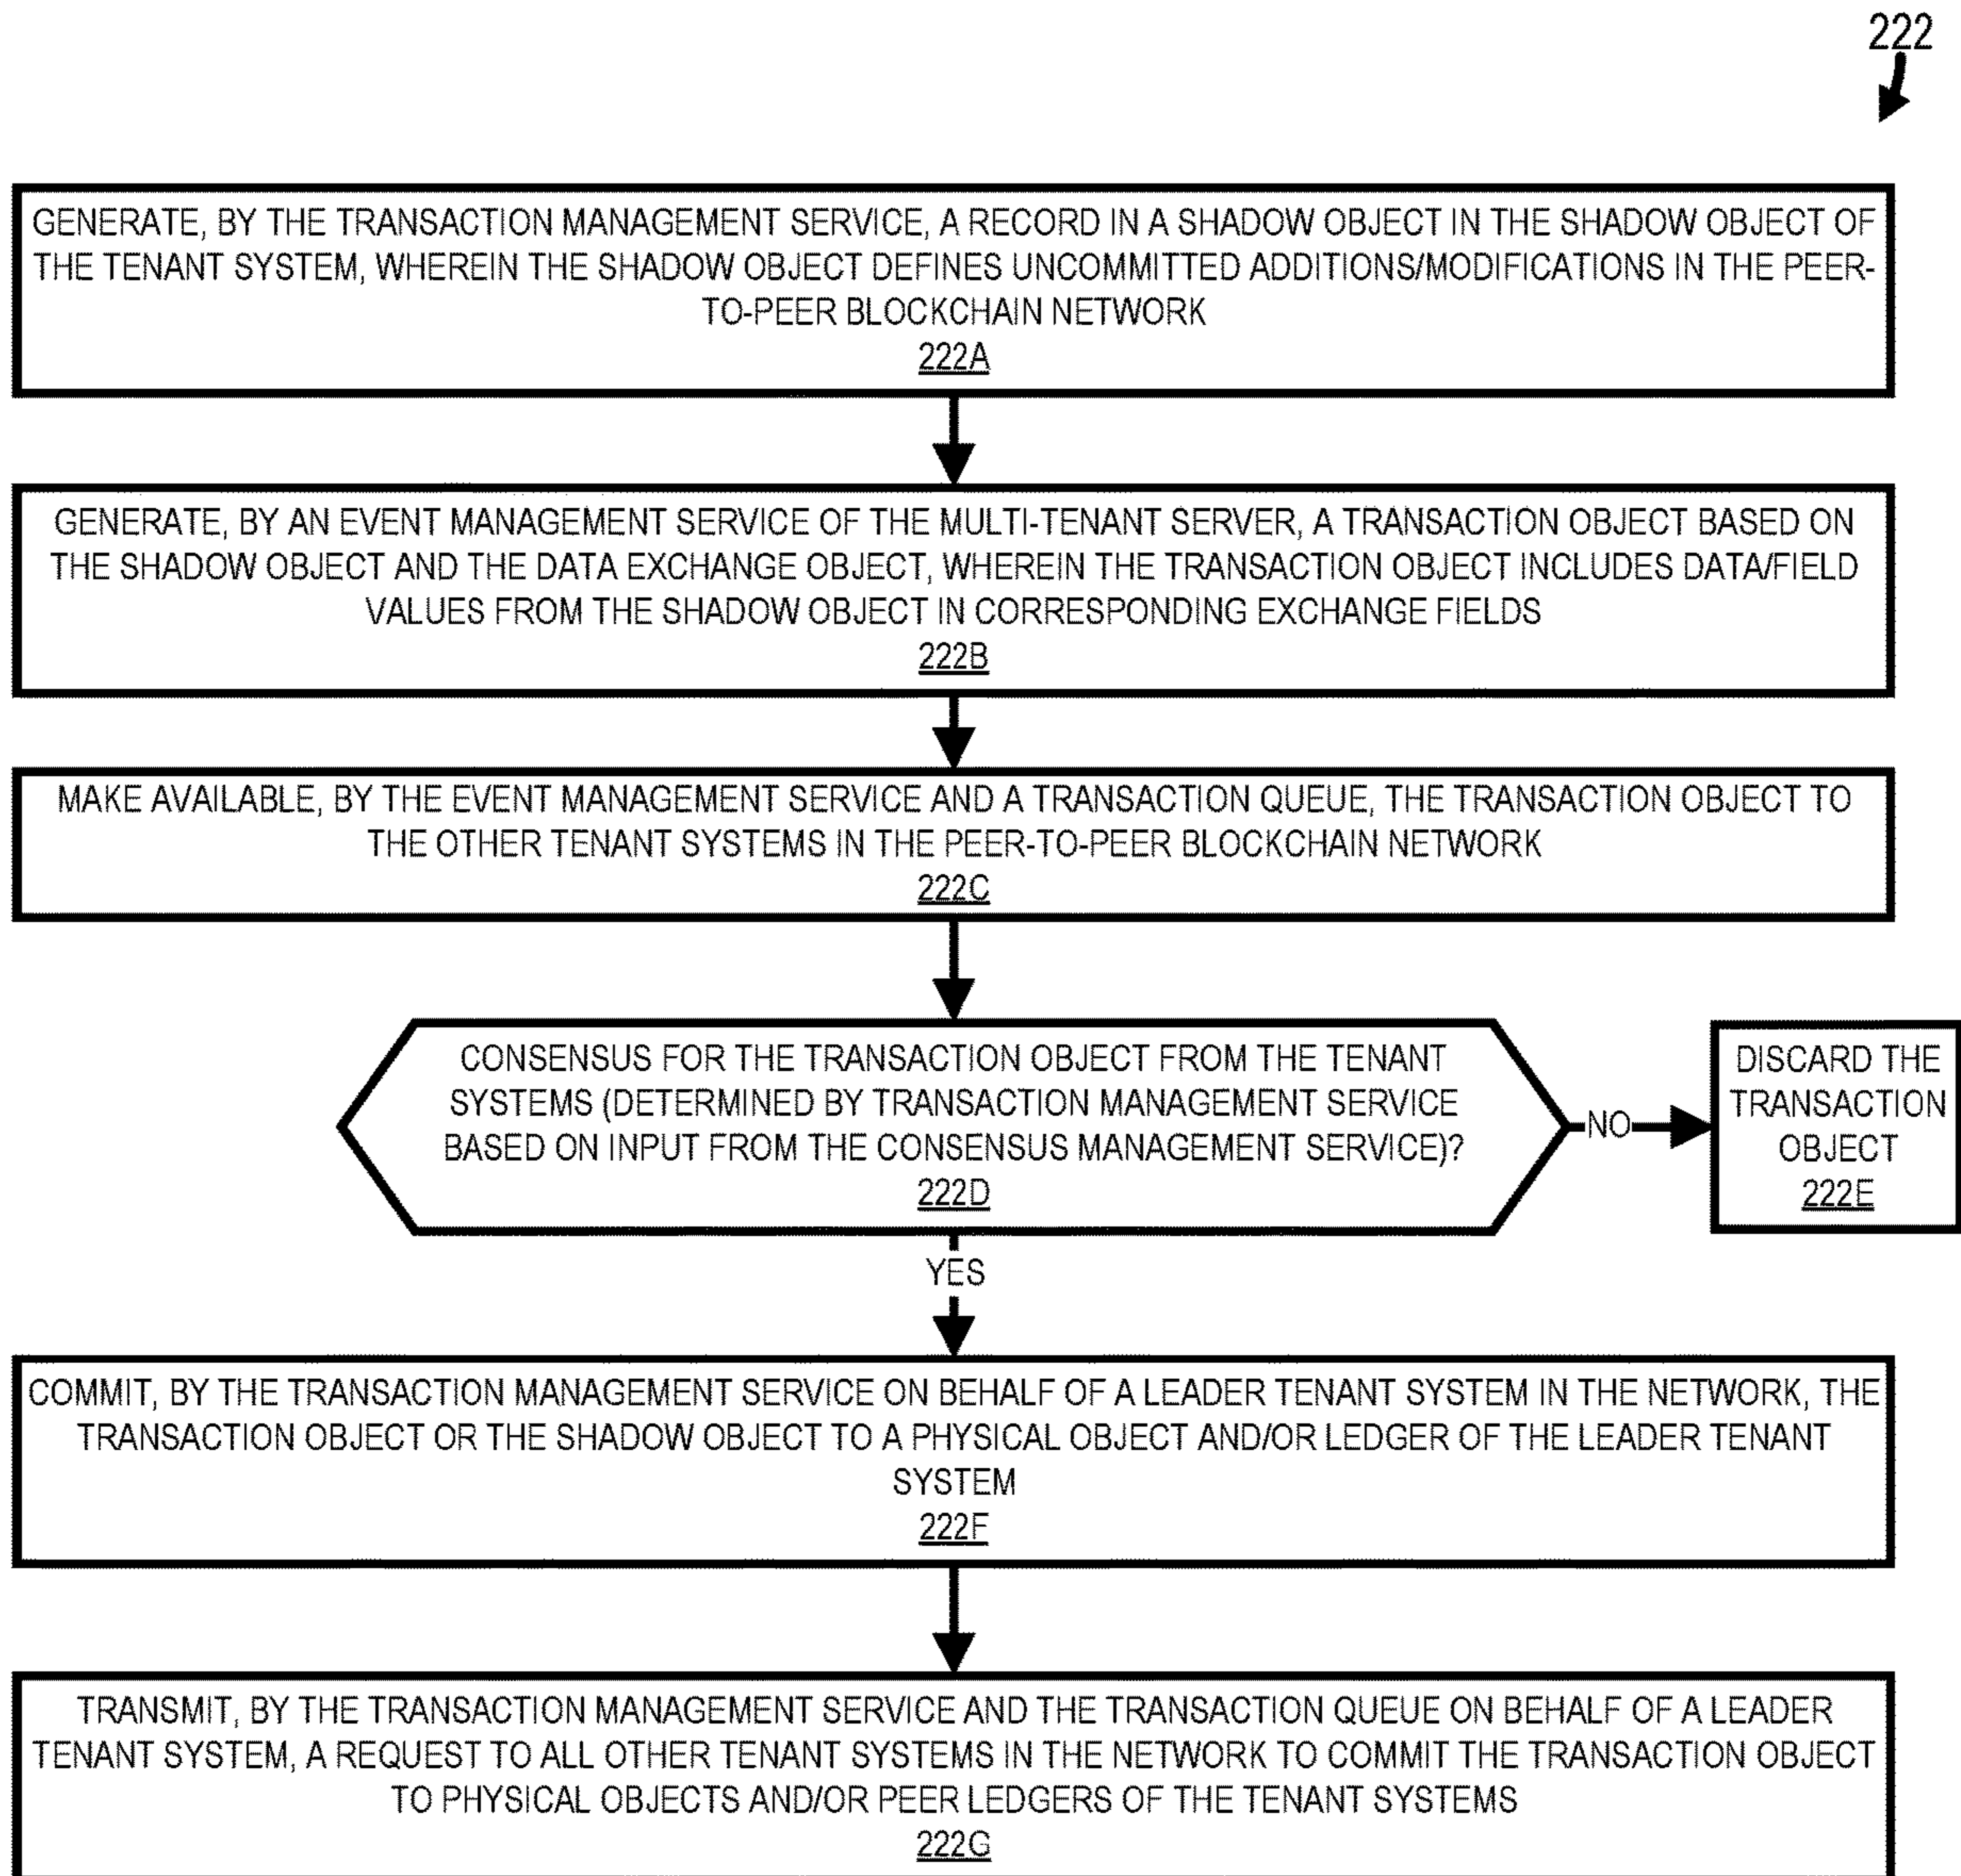 222
GENERATE, BY THE TRANSACTION MANAGEMENT SERVICE, A RECORD IN A SHADOW OBJECT IN THE SHADOW OBJECT OF
THE TENANT SYSTEM, WHEREIN THE SHADOW OBJECT DEFINES UNCOMMITTED ADDITIONS/MODIFICATIONS IN THE PEER-
TO-PEER BLOCKCHAIN NETWORK
222A
GENERATE, BY AN EVENT MANAGEMENT SERVICE OF THE MULTI-TENANT SERVER, A TRANSACTION OBJECT BASED ON
THE SHADOW OBJECT AND THE DATA EXCHANGE OBJECT, WHEREIN THE TRANSACTION OBJECT INCLUDES DATA/FIELD
VALUES FROM THE SHADOW OBJECT IN CORRESPONDING EXCHANGE FIELDS
222B
MAKE AVAILABLE, BY THE EVENT MANAGEMENT SERVICE AND A TRANSACTION QUEUE, THE TRANSACTION OBJECT TO
THE OTHER TENANT SYSTEMS IN THE PEER-TO-PEER BLOCKCHAIN NETWORK
222C
CONSENSUS FOR THE TRANSACTION OBJECT FROM THE TENANT
SYSTEMS (DETERMINED BY TRANSACTION MANAGEMENT SERVICE
BASED ON INPUT FROM THE CONSENSUS MANAGEMENT SERVICE)?
222D
NO
DISCARD THE
TRANSACTION
OBJECT
222E
YES
COMMIT, BY THE TRANSACTION MANAGEMENT SERVICE ON BEHALF OF A LEADER TENANT SYSTEM IN THE NETWORK, THE
TRANSACTION OBJECT OR THE SHADOW OBJECT TO A PHYSICAL OBJECT AND/OR LEDGER OF THE LEADER TENANT
SYSTEM
222F
TRANSMIT, BY THE TRANSACTION MANAGEMENT SERVICE AND THE TRANSACTION QUEUE ON BEHALF OF A LEADER
TENANT SYSTEM, A REQUEST TO ALL OTHER TENANT SYSTEMS IN THE NETWORK TO COMMIT THE TRANSACTION OBJECT
TO PHYSICAL OBJECTS AND/OR PEER LEDGERS OF THE TENANT SYSTEMS
222G